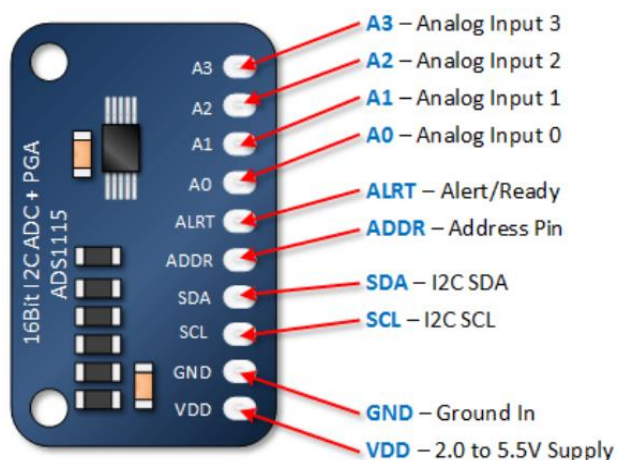 A3 – Analog Input 3
A2 – Analog Input 2
A1 – Analog Input 1
A0 – Analog Input 0
ALRT – Alert/Ready
ADDR – Address Pin
SDA – I2C SDA
SCL – I2C SCL
GND – Ground In
VDD – 2.0 to 5.5V Supply
A3
A2
A1
A0
ALRT
ADDR
SDA
SCL
GND
VDD
16Bit I2C ADC + PGA
ADS1115